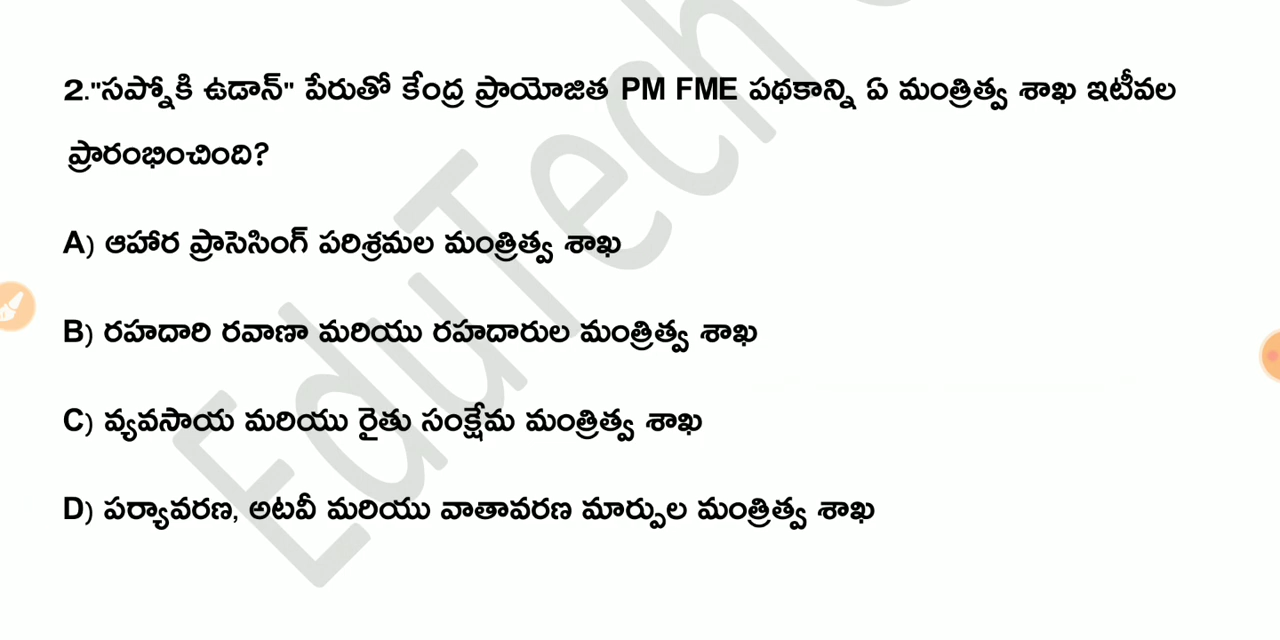 2."సప్నోకి ఉడాన్" పేరుతో కేంద్ర ప్రాయోజిత PM FME పథకాన్ని ఏ మంత్రిత్వ శాఖ ఇటీవల
ప్రారంభించింది?
A) ఆహార ప్రాసెసింగ్ పరిశ్రమల మంత్రిత్వ శాఖ
B) రహదారి రవాణా మరియు రహదారుల మంత్రిత్వ శాఖ
C) వ్యవసాయ మరియు రైతు సంక్షేమ మంత్రిత్వ శాఖ
D) పర్యావరణ, అటవీ మరియు వాతావరణ మార్పుల మంత్రిత్వ శాఖ
EduTech